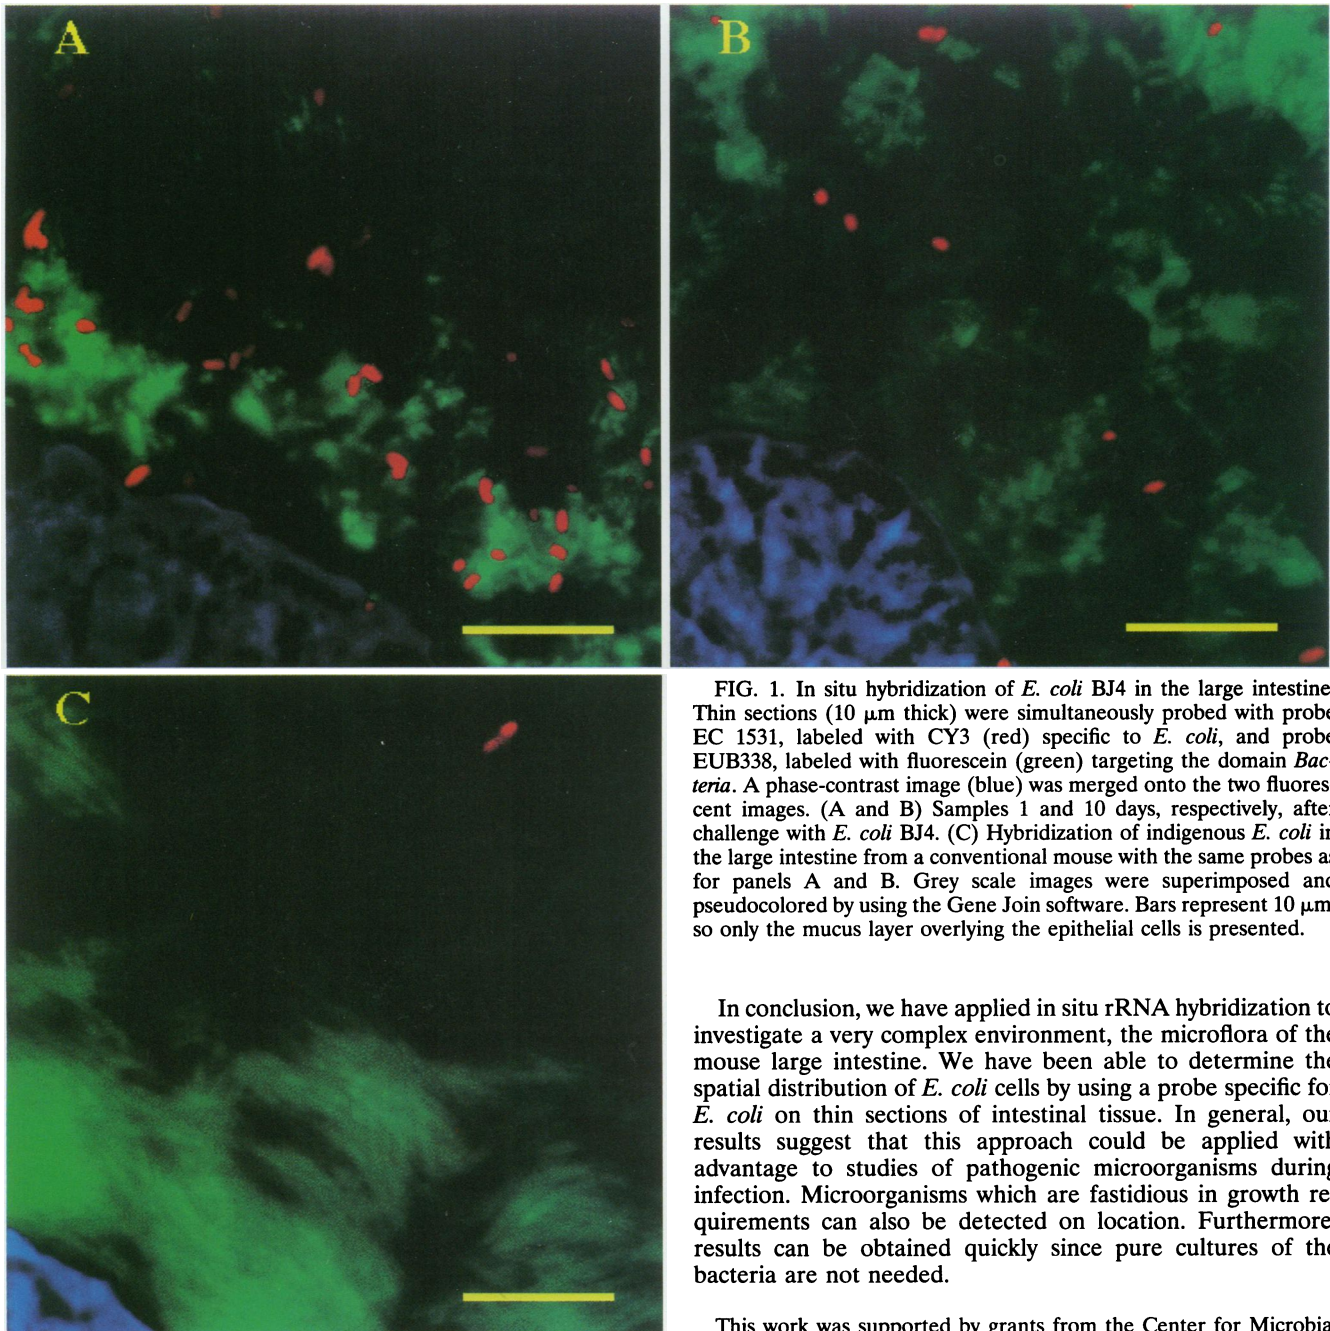 A
B
C
FIG. 1. In situ hybridization of E. coli BJ4 in the large intestine
Thin sections (10 μm thick) were simultaneously probed with probe
EC 1531, labeled with CY3 (red) specific to E. coli, and probe
EUB338, labeled with fluorescein (green) targeting the domain Bac-
teria. A phase-contrast image (blue) was merged onto the two fluores
cent images. (A and B) Samples 1 and 10 days, respectively, after
challenge with E. coli BJ4. (C) Hybridization of indigenous E. coli in
the large intestine from a conventional mouse with the same probes as
for panels A and B. Grey scale images were superimposed and
pseudocolored by using the Gene Join software. Bars represent 10 μm
so only the mucus layer overlying the epithelial cells is presented.
In conclusion, we have applied in situ rRNA hybridization to
investigate a very complex environment, the microflora of the
mouse large intestine. We have been able to determine the
spatial distribution of E. coli cells by using a probe specific for
E. coli on thin sections of intestinal tissue. In general, our
results suggest that this approach could be applied with
advantage to studies of pathogenic microorganisms during
infection. Microorganisms which are fastidious in growth re
quirements can also be detected on location. Furthermore
results can be obtained quickly since pure cultures of the
bacteria are not needed.
This work was supported by grants from the Center for Microbia